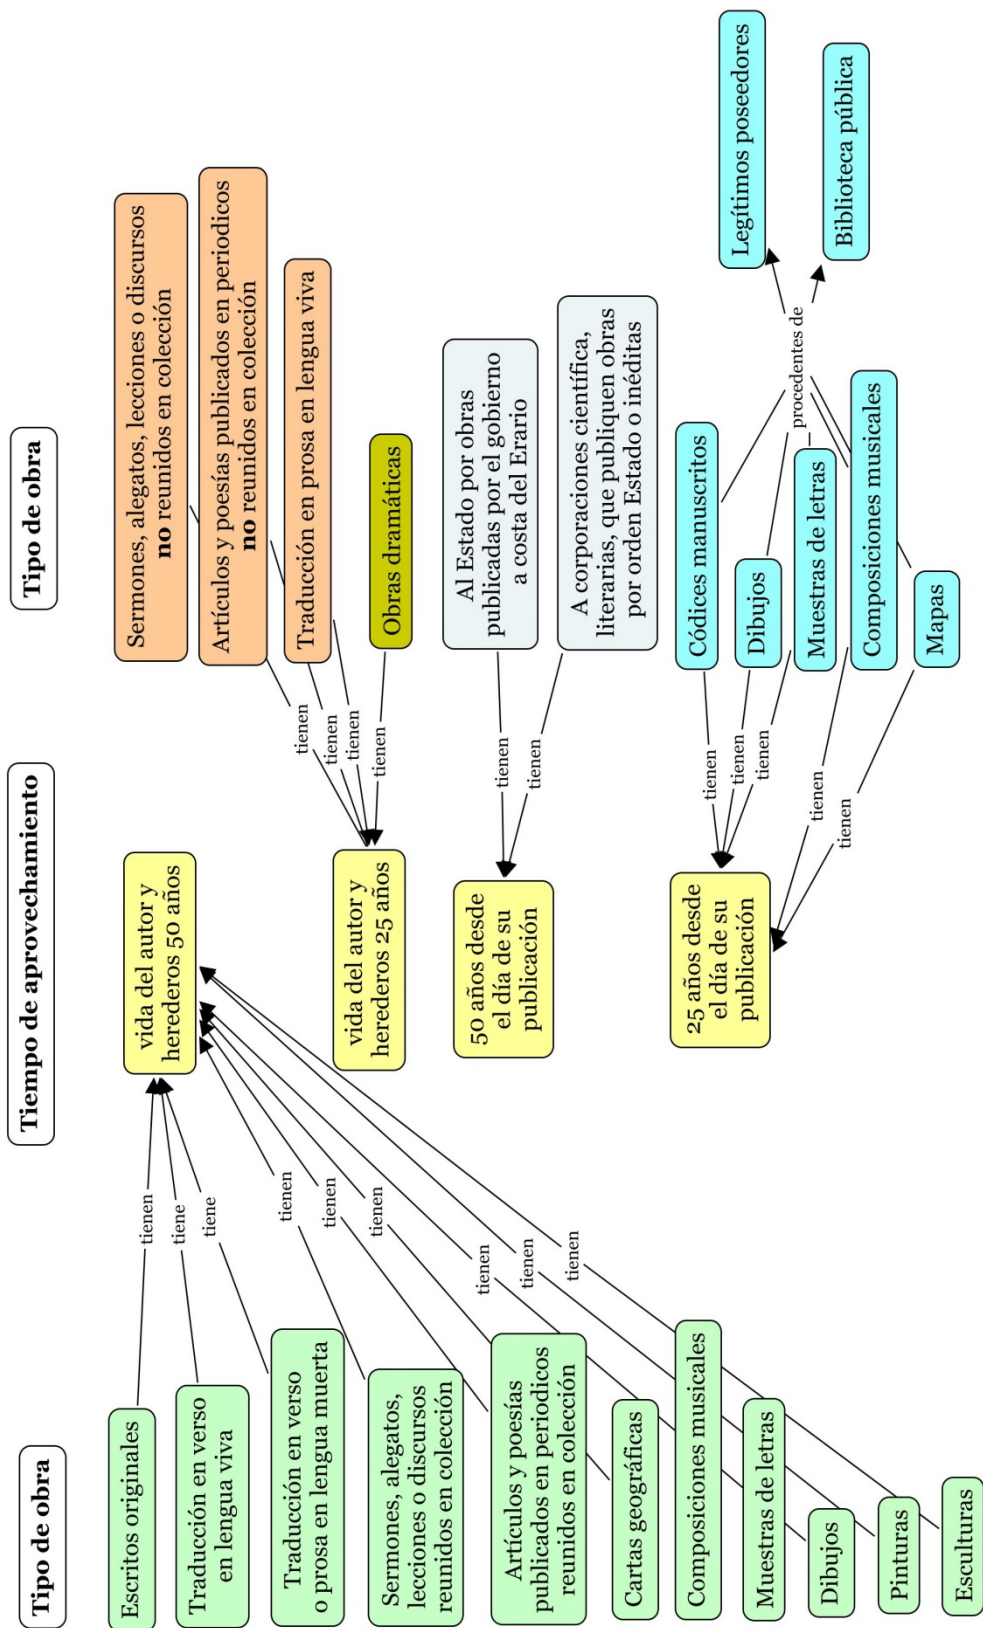 Tipo de obra
Tiempo de aprovechamiento
Tipo de obra
Escritos originales
Traducción en verso
en lengua viva
Traducción en verso
o prosa en lengua muerta
Sermones, alegatos,
lecciones o discursos
reunidos en colección
Artículos y poesías
publicados en periodicos
reunidos en colección
Cartas geográficas
Composiciones musicales
Muestras de letras
Dibujos
Pinturas
Esculturas
tienen
tiene
tiene
tienen
tienen
tienen
tienen
tienen
tienen
vida del autor y
herederos 50 años
vida del autor y
herederos 25 años
50 años desde
el día de su
publicación
25 años desde
el día de su
publicación
tienen
tienen
tienen
tienen
tienen
tienen
tienen
tienen
tienen
tienen
tienen
Sermones, alegatos, lecciones o discursos
no reunidos en colección
Artículos y poesías publicados en periodicos
no reunidos en colección
Traducción en prosa en lengua viva
Obras dramáticas
Al Estado por obras
publicadas por el gobierno
a costa del Erario
A corporaciones científica,
literarias, que publiquen obras
por orden Estado o inéditas
Códices manuscritos
Dibujos
Muestras de letras
Composiciones musicales
Mapas
procedentes de
Legítimos poseedores
Biblioteca pública